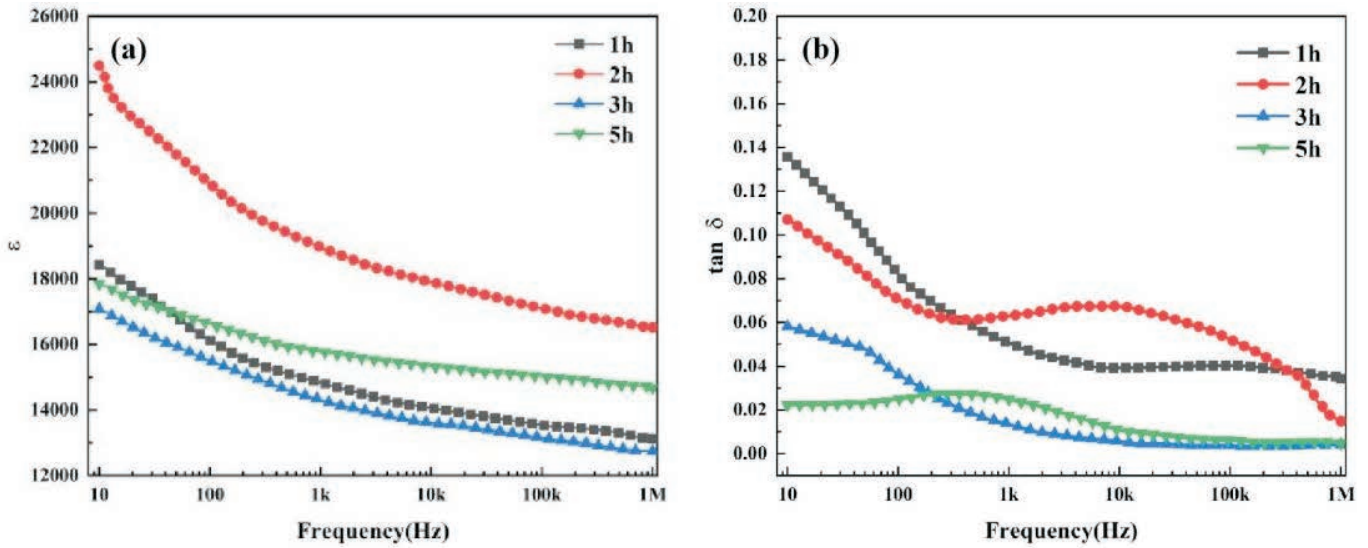 (a)
1h
2h
3h
5h
26000
24000
22000
20000
18000
16000
14000
12000
ε
10 100 1k 10k 100k 1M
Frequency(Hz)
(b)
1h
2h
3h
5h
0.20
0.18
0.16
0.14
0.12
0.10
0.08
0.06
0.04
0.02
0.00
tan δ
10 100 1k 10k 100k 1M
Frequency(Hz)